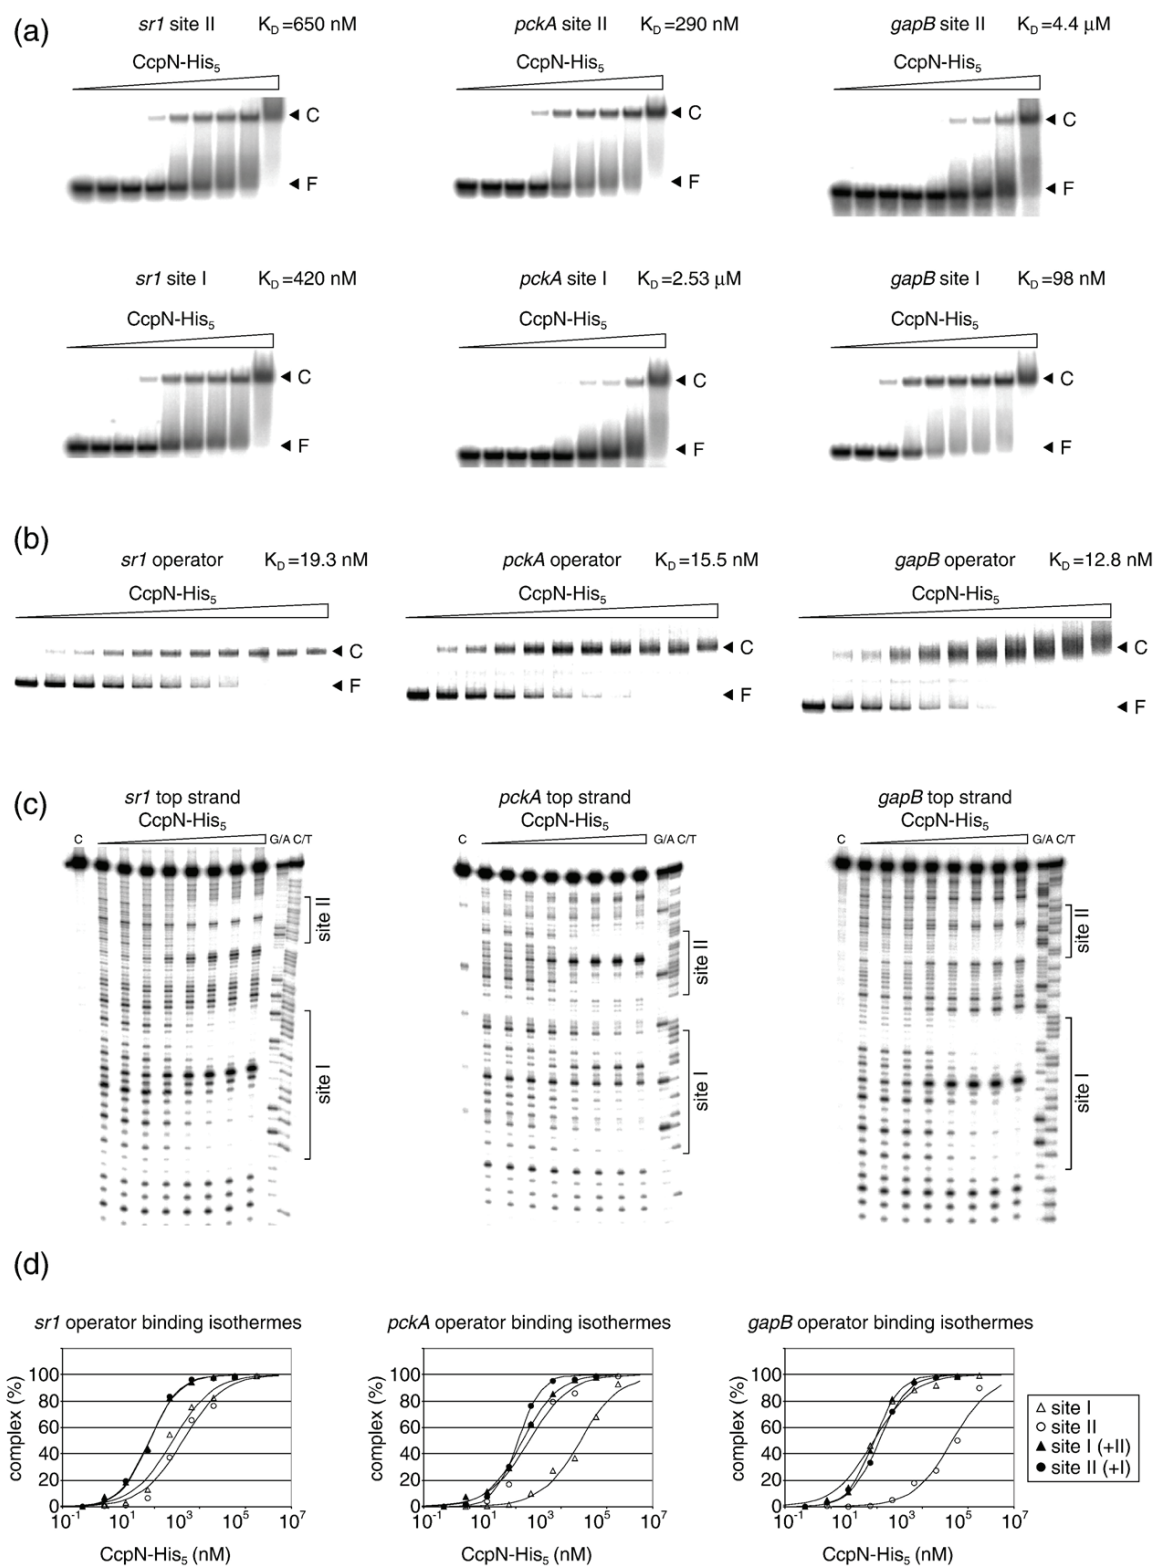 (a)
sr1 site II K_D=650 nM
CcpN-His₅
◄ C
◄ F
pckA site II K_D=290 nM
CcpN-His₅
◄ C
◄ F
gapB site II K_D=4.4 μM
CcpN-His₅
◄ C
◄ F
sr1 site I K_D=420 nM
CcpN-His₅
◄ C
◄ F
pckA site I K_D=2.53 μM
CcpN-His₅
◄ C
◄ F
gapB site I K_D=98 nM
CcpN-His₅
◄ C
◄ F
(b)
sr1 operator K_D=19.3 nM
CcpN-His₅
◄ C
◄ F
pckA operator K_D=15.5 nM
CcpN-His₅
◄ C
◄ F
gapB operator K_D=12.8 nM
CcpN-His₅
◄ C
◄ F
(c)
sr1 top strand
CcpN-His₅
C G/A C/T
site II
site I
pckA top strand
CcpN-His₅
C G/A C/T
site II
site I
gapB top strand
CcpN-His₅
C G/A C/T
site II
site I
(d)
sr1 operator binding isothermes
complex (%)
100
80
60
40
20
0
10⁻¹ 10¹ 10³ 10⁵ 10⁷
CcpN-His₅ (nM)
pckA operator binding isothermes
complex (%)
100
80
60
40
20
0
10⁻¹ 10¹ 10³ 10⁵ 10⁷
CcpN-His₅ (nM)
gapB operator binding isothermes
complex (%)
100
80
60
40
20
0
10⁻¹ 10¹ 10³ 10⁵ 10⁷
CcpN-His₅ (nM)
△ site I
○ site II
▲ site I (+II)
● site II (+I)